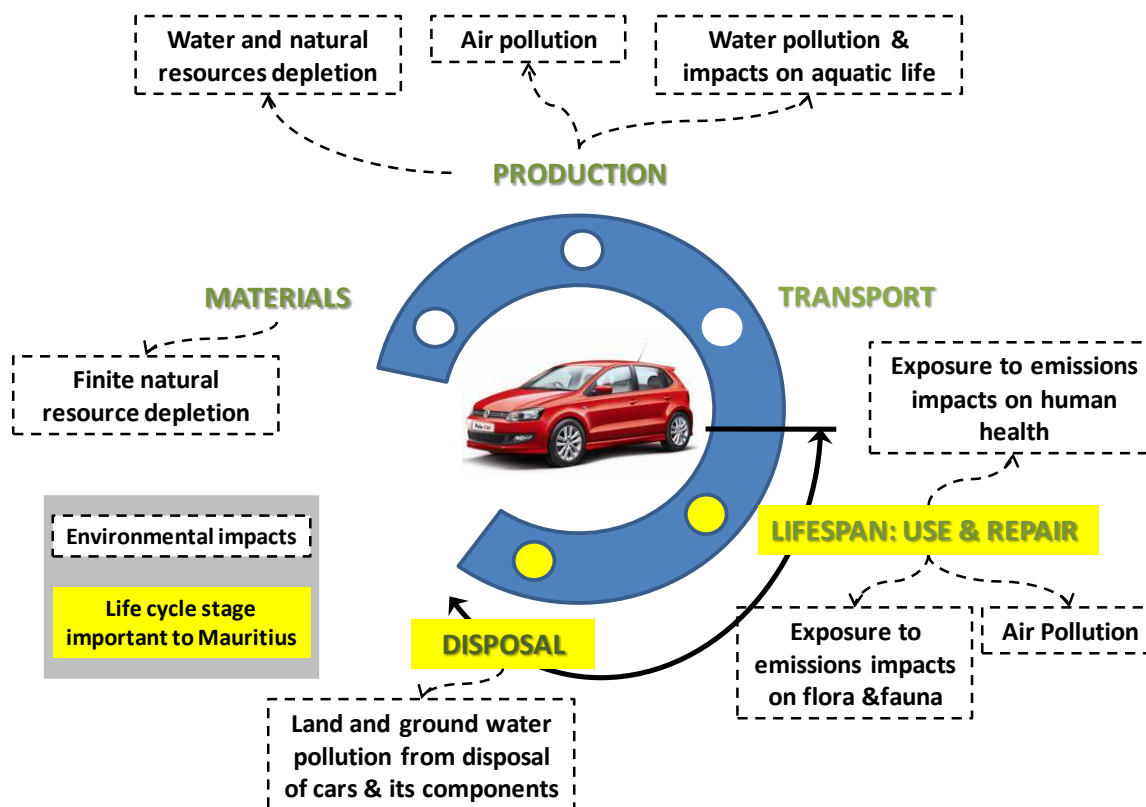 Water and natural
resources depletion
Air pollution
Water pollution &
impacts on aquatic life
PRODUCTION
MATERIALS
TRANSPORT
Finite natural
resource depletion
Exposure to emissions
impacts on human
health
Environmental impacts
Life cycle stage
important to Mauritius
LIFESPAN: USE & REPAIR
DISPOSAL
Exposure to
emissions impacts
on flora &fauna
Air Pollution
Land and ground water
pollution from disposal
of cars & its components